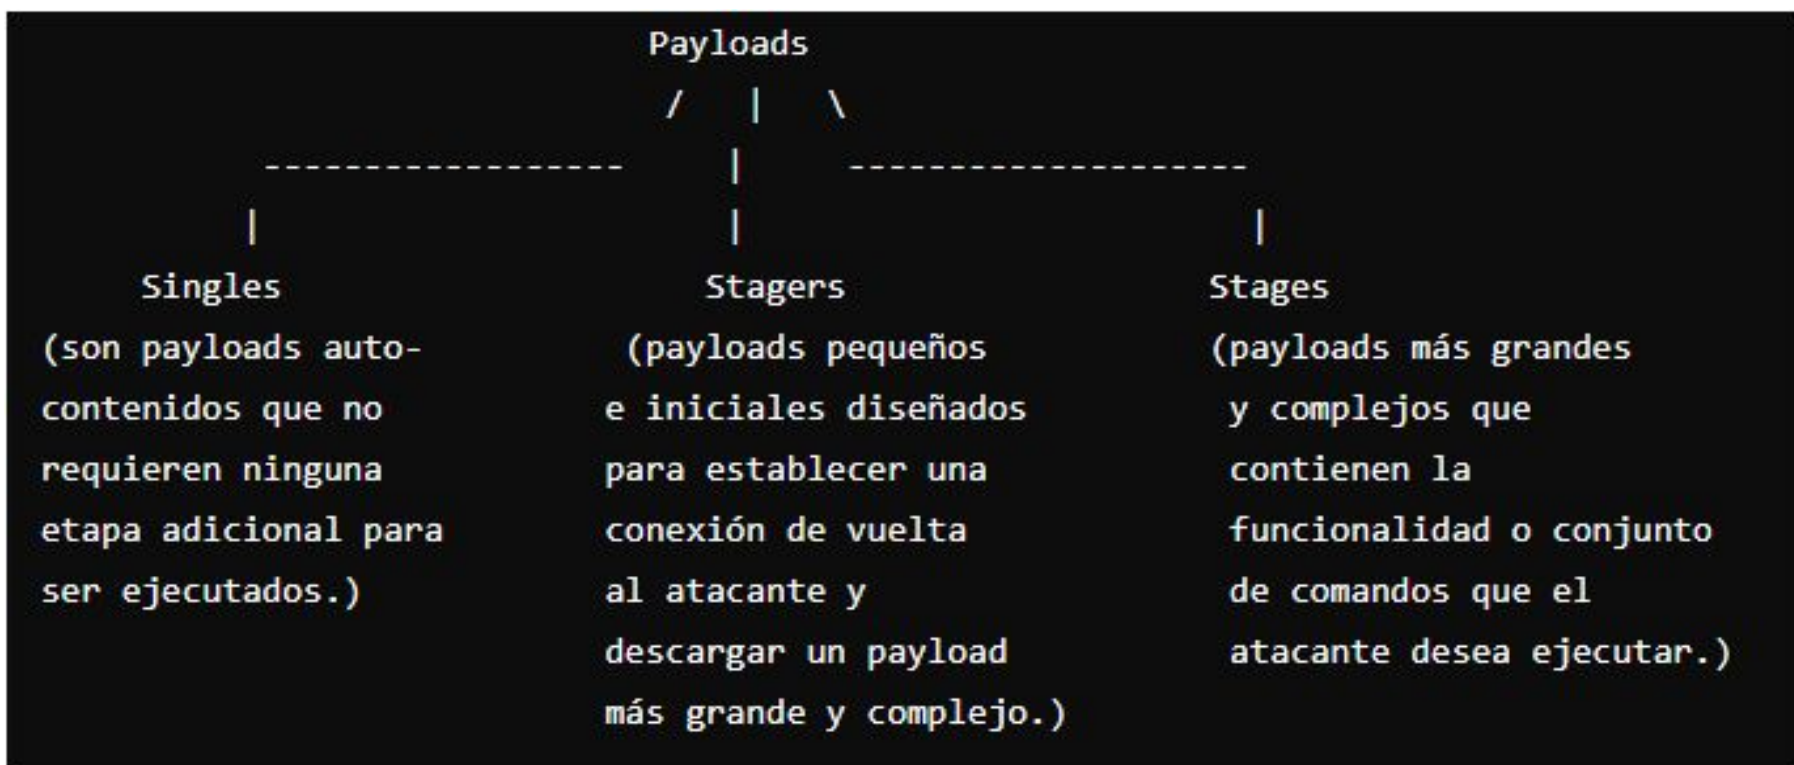 Payloads
/ | \
------------------ | --------------------
| | |
Singles Stagers Stages
(son payloads auto- (payloads pequeños (payloads más grandes
contenidos que no e iniciales diseñados y complejos que
requieren ninguna para establecer una contienen la
etapa adicional para conexión de vuelta funcionalidad o conjunto
ser ejecutados.) al atacante y de comandos que el
descargar un payload atacante desea ejecutar.)
más grande y complejo.)